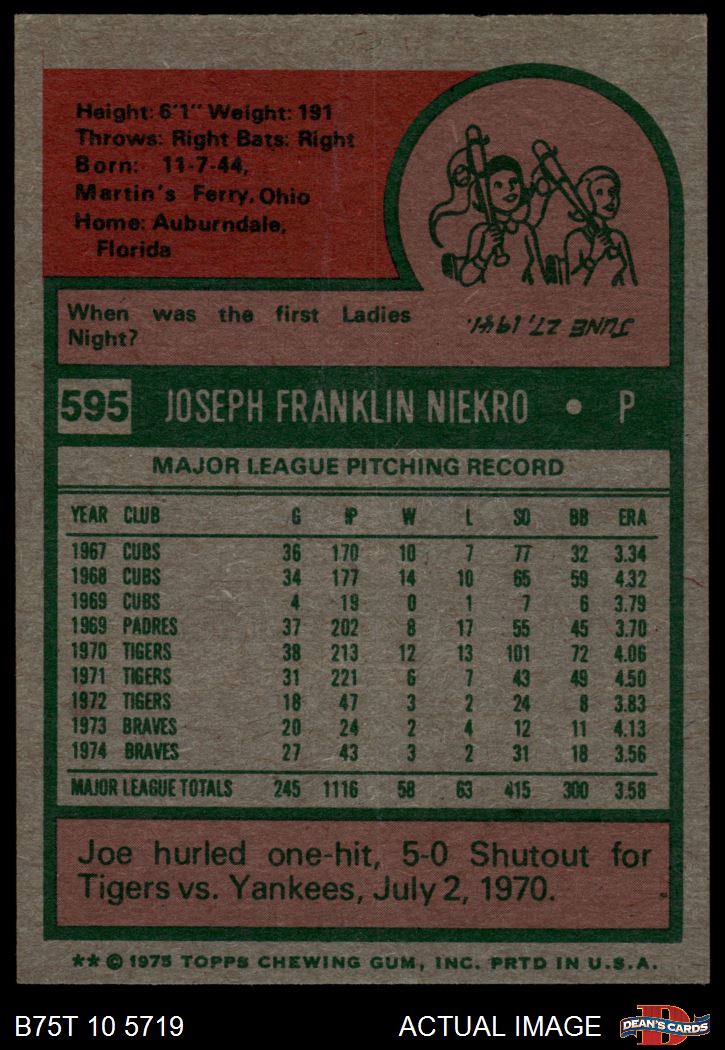 Height: 6'1" Weight: 191
Throws: Right Bats: Right
Born: 11-7-44,
Martin's Ferry, Ohio
Home: Auburndale,
Florida
When was the first Ladies
Night?
JUNE 27, 1941.
595 JOSEPH FRANKLIN NIEKRO • P
MAJOR LEAGUE PITCHING RECORD
YEAR CLUB G IP W L SO BB ERA
1967 CUBS 36 170 10 7 77 32 3.34
1968 CUBS 34 177 14 10 65 59 4.32
1969 CUBS 4 19 0 1 7 6 3.79
1969 PADRES 37 202 8 17 55 45 3.70
1970 TIGERS 38 213 12 13 101 72 4.06
1971 TIGERS 31 221 6 7 43 49 4.50
1972 TIGERS 18 47 3 2 24 8 3.83
1973 BRAVES 20 24 2 4 12 11 4.13
1974 BRAVES 27 43 3 2 31 18 3.56
MAJOR LEAGUE TOTALS 245 1116 58 63 415 300 3.58
Joe hurled one-hit, 5-0 Shutout for
Tigers vs. Yankees, July 2, 1970.
** © 1975 TOPPS CHEWING GUM, INC. PRTD IN U.S.A.
B75T 10 5719 ACTUAL IMAGE D DEAN'S CARDS